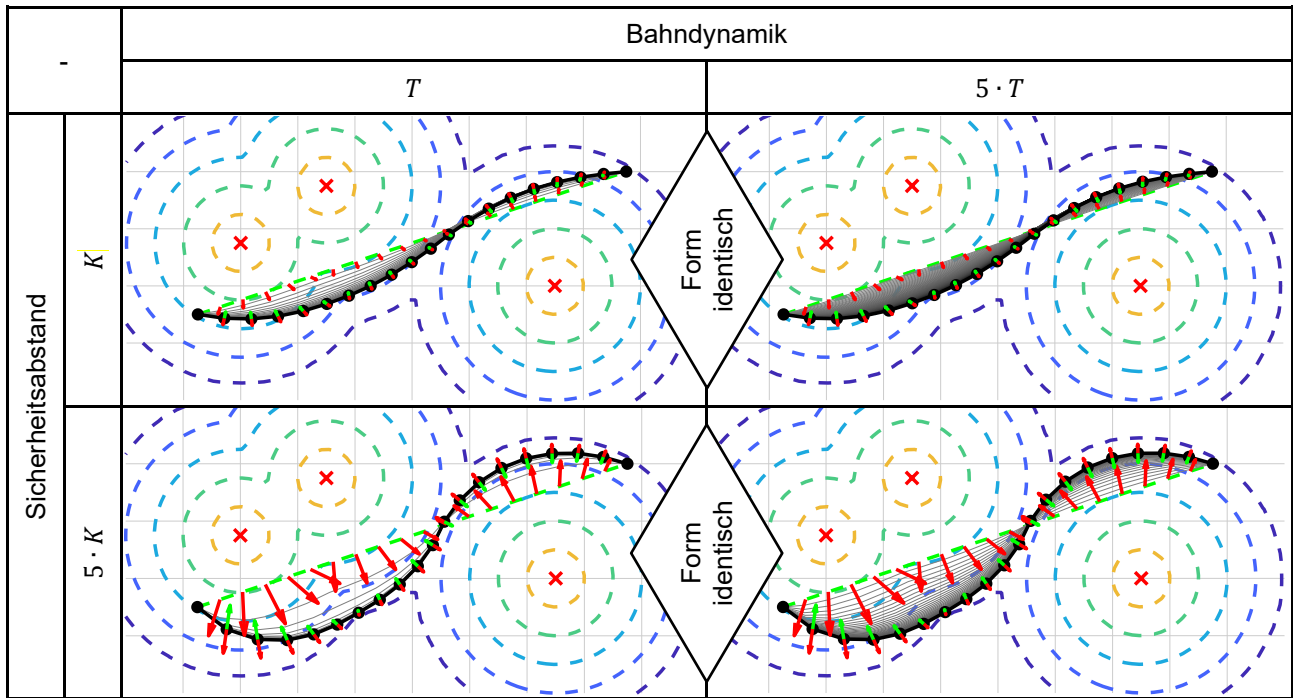 -
Bahndynamik
T
5 · T
Sicherheitsabstand
K
Form
identisch
5 · K
Form
identisch